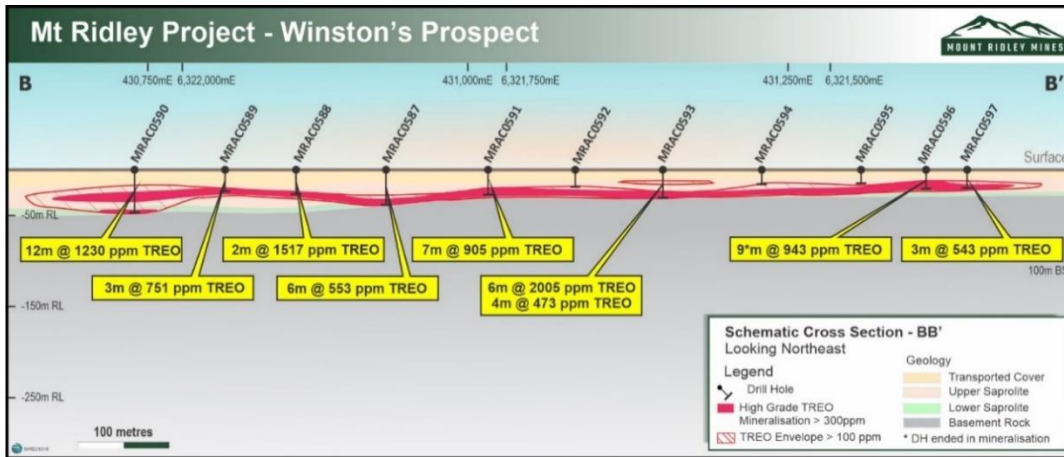 Mt Ridley Project - Winston's Prospect
MOUNT RIDLEY MINES
B
430,750mE 6,322,000mE
431,000mE 6,321,750mE
431,250mE 6,321,500mE
B'
MRAC0590
MRAC0589
MRAC0588
MRAC0587
MRAC0591
MRAC0592
MRAC0593
MRAC0594
MRAC0595
MRAC0596
MRAC0597
Surface
-50m RL
12m @ 1230 ppm TREO
2m @ 1517 ppm TREO
7m @ 905 ppm TREO
9*m @ 943 ppm TREO
3m @ 543 ppm TREO
3m @ 751 ppm TREO
6m @ 553 ppm TREO
6m @ 2005 ppm TREO
4m @ 473 ppm TREO
100m BS
-150m RL
-250m RL
100 metres
Schematic Cross Section - BB'
Looking Northeast
Legend
Drill Hole
High Grade TREO
Mineralisation > 300ppm
TREO Envelope > 100 ppm
Geology
Transported Cover
Upper Saprolite
Lower Saprolite
Basement Rock
* DH ended in mineralisation